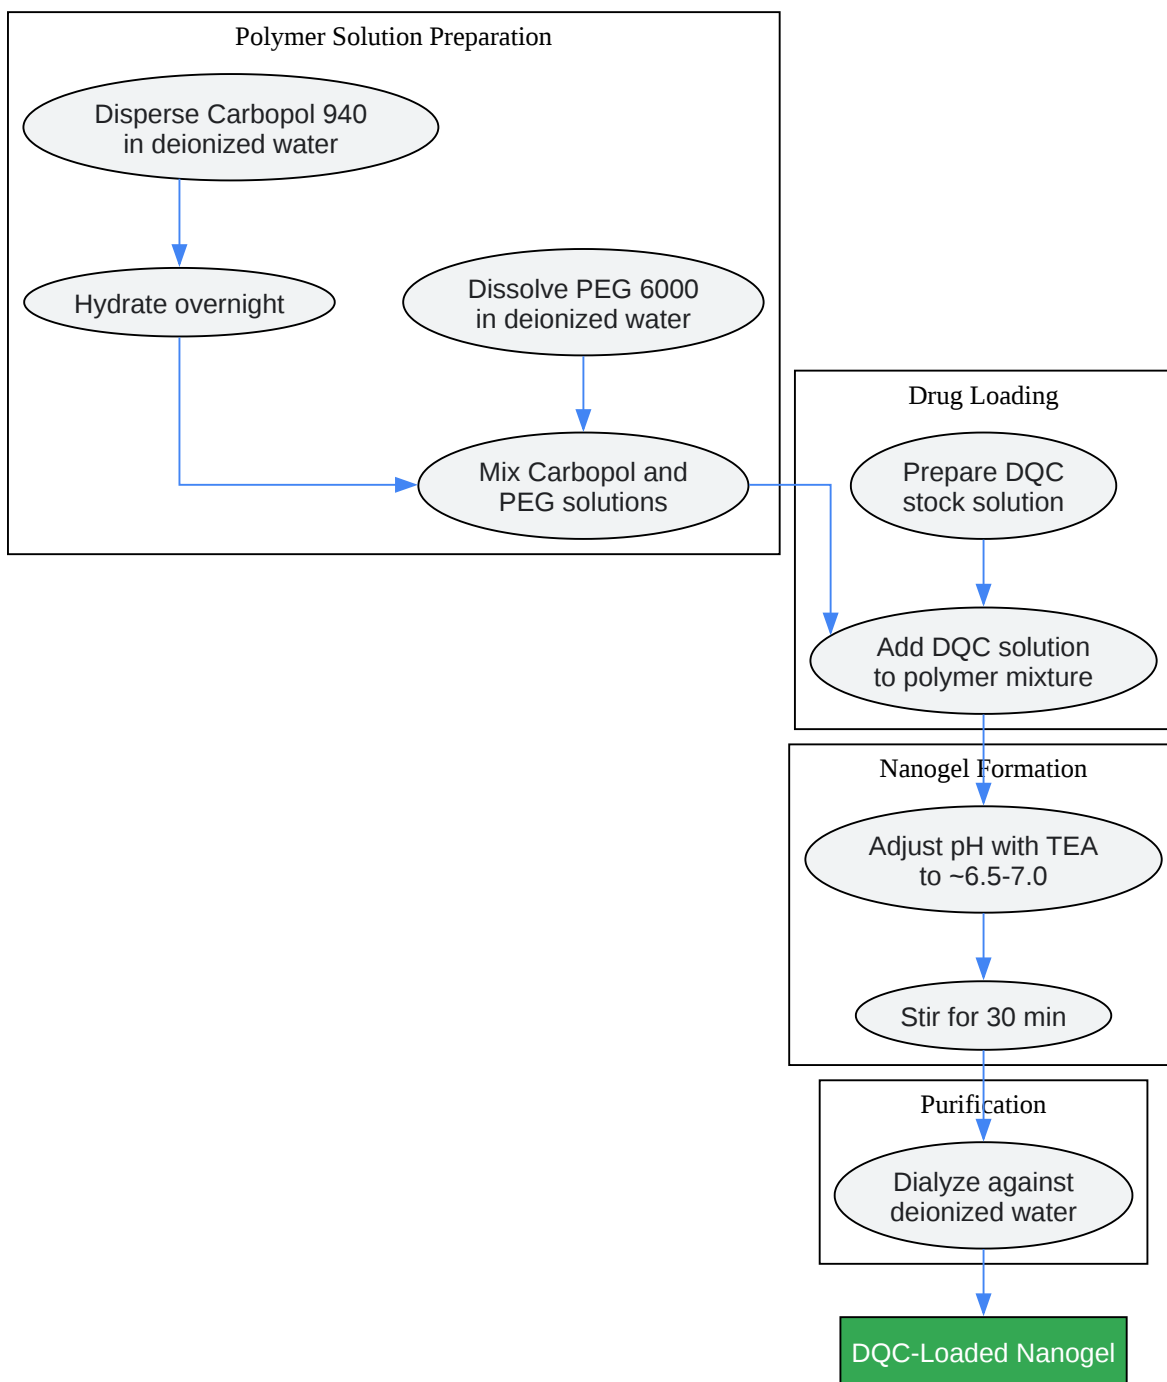 Polymer Solution Preparation
Disperse Carbopol 940
in deionized water
Hydrate overnight
Dissolve PEG 6000
in deionized water
Mix Carbopol and
PEG solutions
Drug Loading
Prepare DQC
stock solution
Add DQC solution
to polymer mixture
Nanogel Formation
Adjust pH with TEA
to ~6.5-7.0
Stir for 30 min
Purification
Dialyze against
deionized water
DQC-Loaded Nanogel